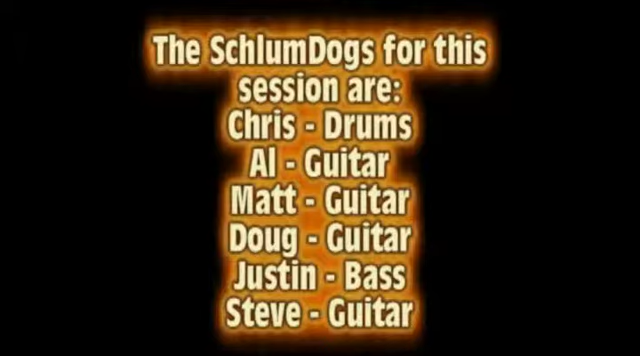 The SchlumDogs for this
session are:
Chris - Drums
Al - Guitar
Matt - Guitar
Doug - Guitar
Justin - Bass
Steve - Guitar